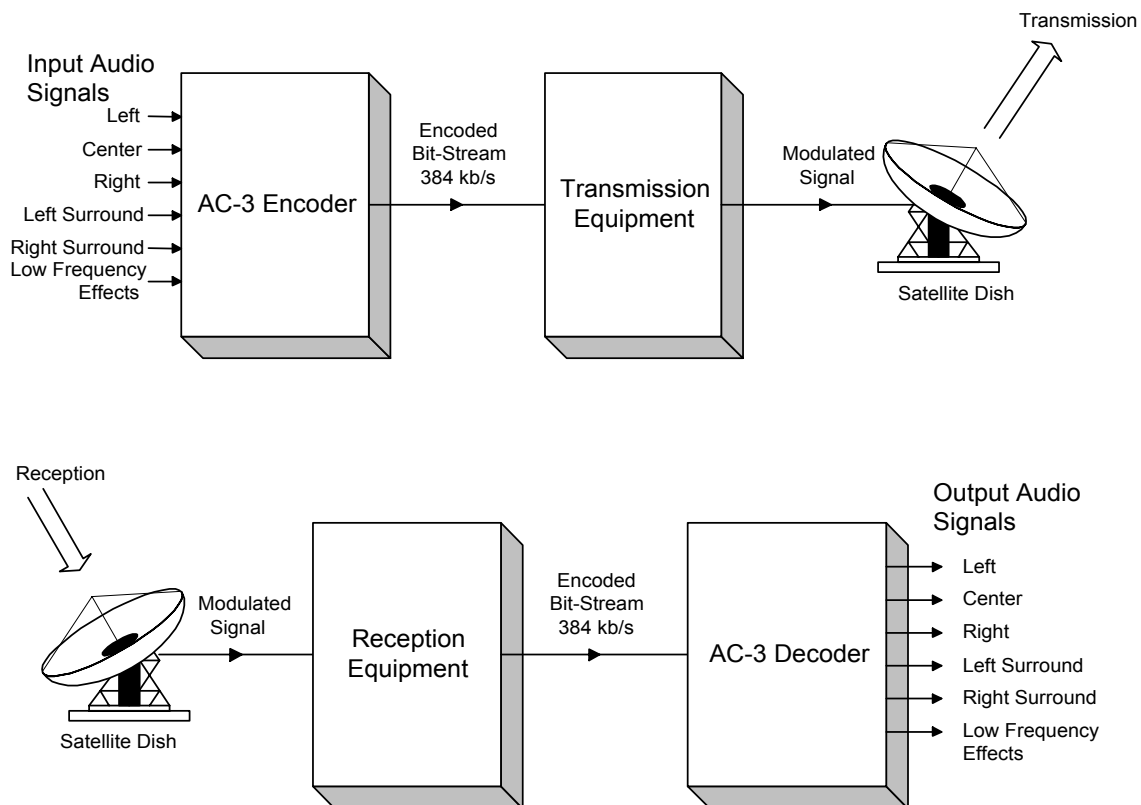 Transmission
Input Audio
Signals
Left
Center
Right
Left Surround
Right Surround
Low Frequency
Effects
AC-3 Encoder
Encoded
Bit-Stream
384 kb/s
Transmission
Equipment
Modulated
Signal
Satellite Dish
Reception
Satellite Dish
Modulated
Signal
Reception
Equipment
Encoded
Bit-Stream
384 kb/s
AC-3 Decoder
Output Audio
Signals
Left
Center
Right
Left Surround
Right Surround
Low Frequency
Effects